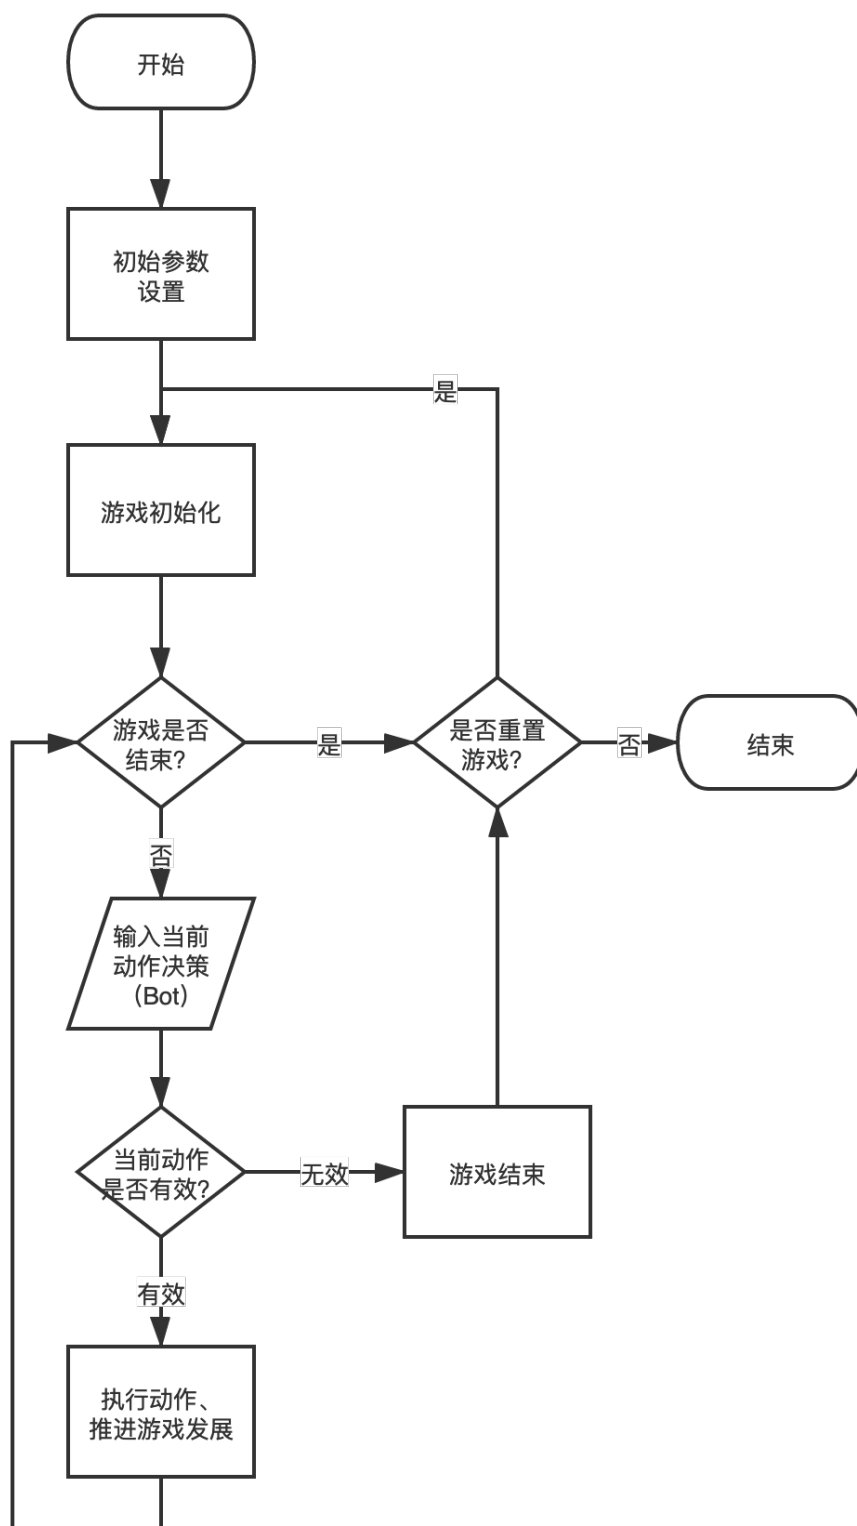 开始
初始参数
设置
是
游戏初始化
游戏是否
结束?
是
是否重置
游戏?
否
结束
否
输入当前
动作决策
(Bot)
当前动作
是否有效?
无效
游戏结束
有效
执行动作、
推进游戏发展